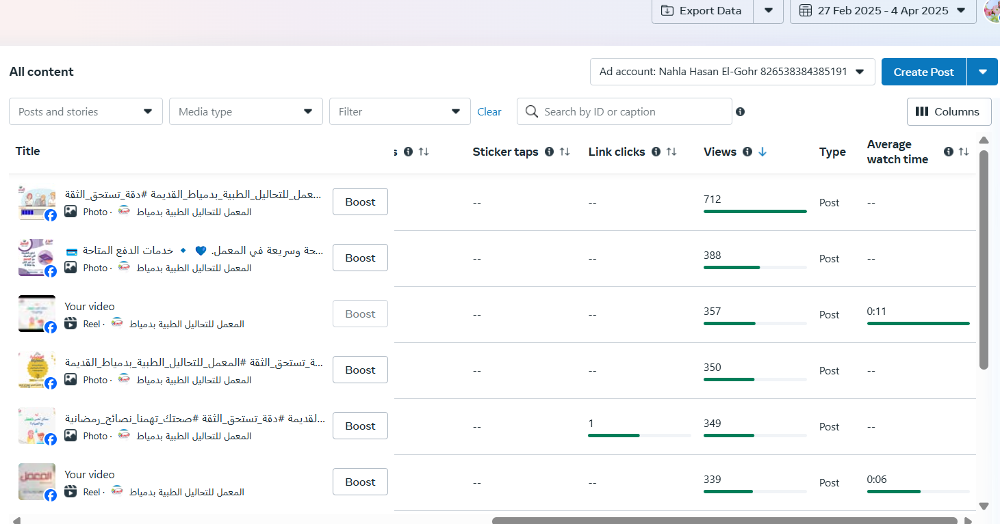 Export Data
27 Feb 2025 - 4 Apr 2025
All content
Ad account: Nahla Hasan El-Gohr 826538384385191
Create Post
Posts and stories
Media type
Filter
Clear
Search by ID or caption
Columns
Title
s
Sticker taps
Link clicks
Views
Type
Average
watch time
عمل_للتحاليل_الطبية_بدمياط_القديمة #دقة_تستحق_الثقة...
Photo · المعمل للتحاليل الطبية بدمياط
Boost
--
--
712
Post
--
حة وسريعة في المعمل. 💙 🔹 خدمات الدفع المتاحة 💳...
Photo · المعمل للتحاليل الطبية بدمياط
Boost
--
--
388
Post
--
Your video
Reel · المعمل للتحاليل الطبية بدمياط
Boost
--
--
357
Post
0:11
ة_تستحق_الثقة #المعمل_للتحاليل_الطبية_بدمياط_القديمة...
Photo · المعمل للتحاليل الطبية بدمياط
Boost
--
--
350
Post
--
لقديمة #دقة_تستحق_الثقة #صحتك_تهمنا_نصائح_رمضانية...
Photo · المعمل للتحاليل الطبية بدمياط
Boost
--
1
349
Post
--
Your video
Reel · المعمل للتحاليل الطبية بدمياط
Boost
--
--
339
Post
0:06
المعمل